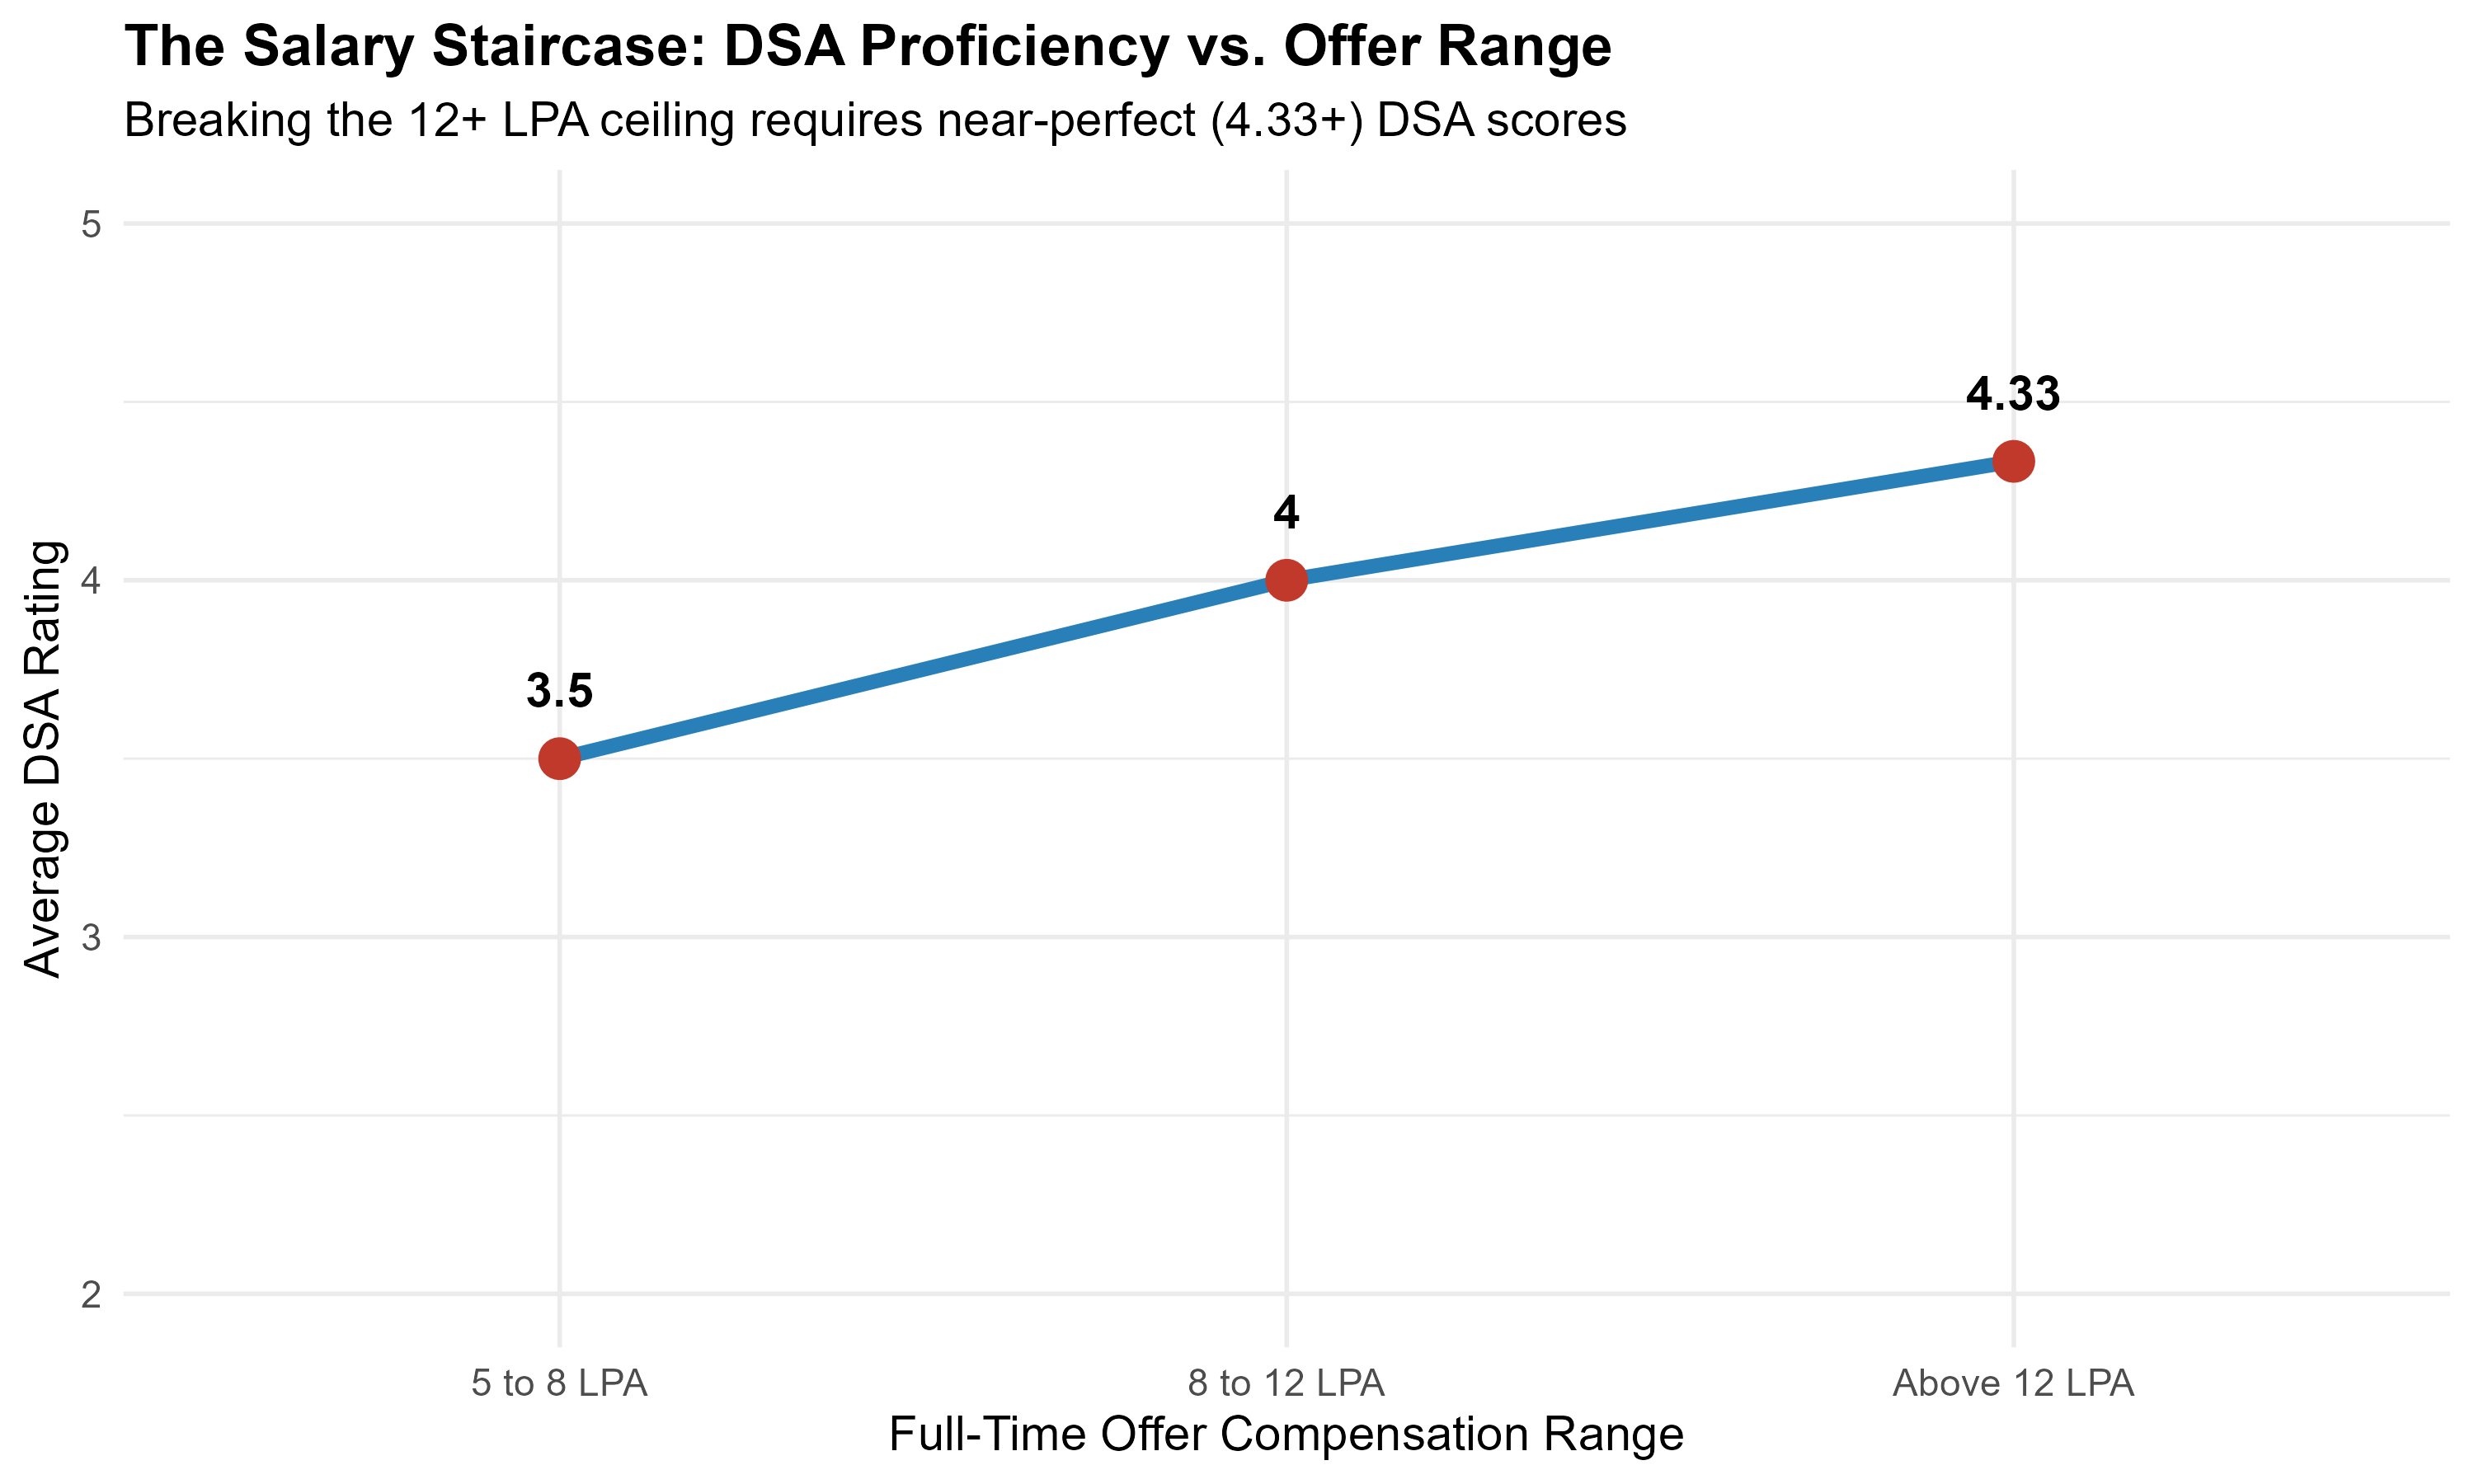 The Salary Staircase: DSA Proficiency vs. Offer Range
Breaking the 12+ LPA ceiling requires near-perfect (4.33+) DSA scores
5
4.33
4
4
3.5
3
2
Average DSA Rating
5 to 8 LPA
8 to 12 LPA
Above 12 LPA
Full-Time Offer Compensation Range